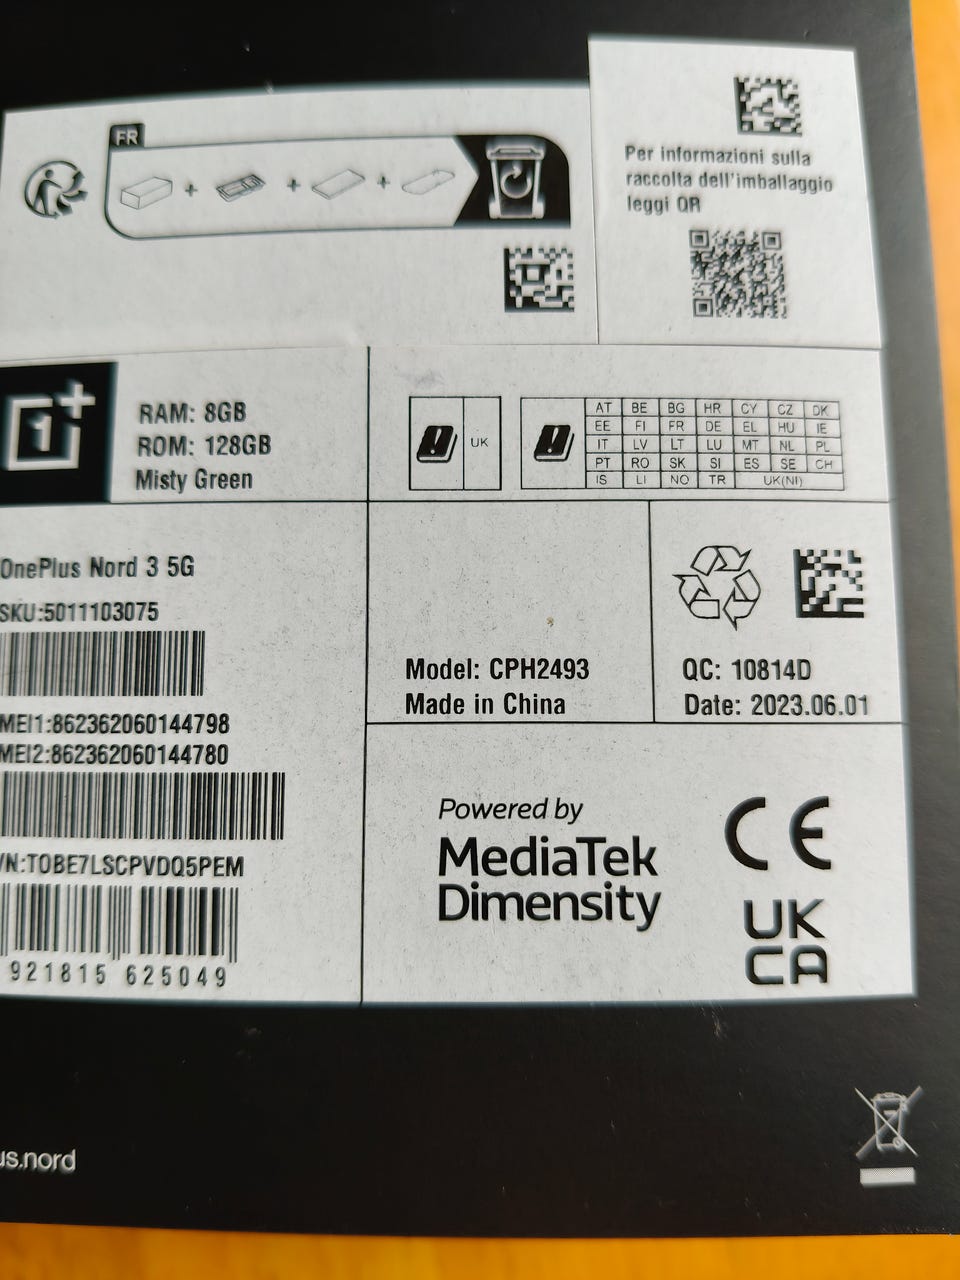 FR
Per informazioni sulla
raccolta dell'imballaggio
leggi QR
RAM: 8GB
ROM: 128GB
Misty Green
UK
AT BE BG HR CY CZ DK
EE FI FR DE EL HU IE
IT LV LT LU MT NL PL
PT RO SK SI ES SE CH
IS LI NO TR UK(NI)
OnePlus Nord 3 5G
SKU:5011103075
MEI1:862362060144798
MEI2:862362060144780
/N:TOBE7LSCPVDQ5PEM
921815 625049
Model: CPH2493
Made in China
QC: 10814D
Date: 2023.06.01
Powered by
MediaTek
Dimensity
CE
UK
CA
us.nord